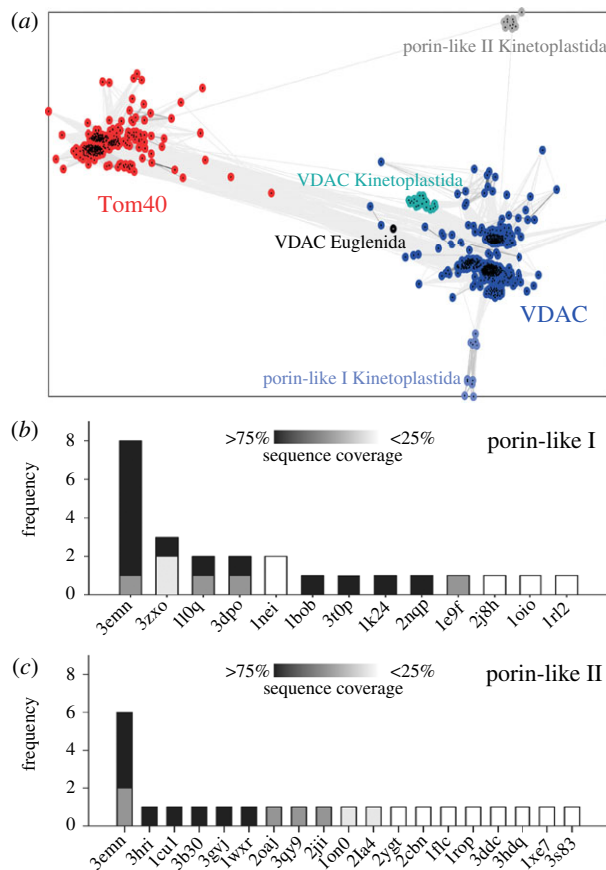 (a)
porin-like II Kinetoplastida
VDAC Kinetoplastida
Tom40
VDAC Euglenida
VDAC
porin-like I Kinetoplastida
(b)
8
>75% <25%
sequence coverage
porin-like I
frequency
6
4
2
0
3emn 3zxo 1l0q 3dpo 1nei 1bob 3t0p 1k24 2nqp 1e9f 2j8h 1oio 1rl2
(c)
8
>75% <25%
sequence coverage
porin-like II
frequency
6
4
2
0
3emn 3hri 1cu1 3b30 3gvj 1wxr 2oaj 3qy9 2jii 1on0 2la4 2ygt 2cbn 1flc 1rop 3ddc 3hdq 1xe7 3s83